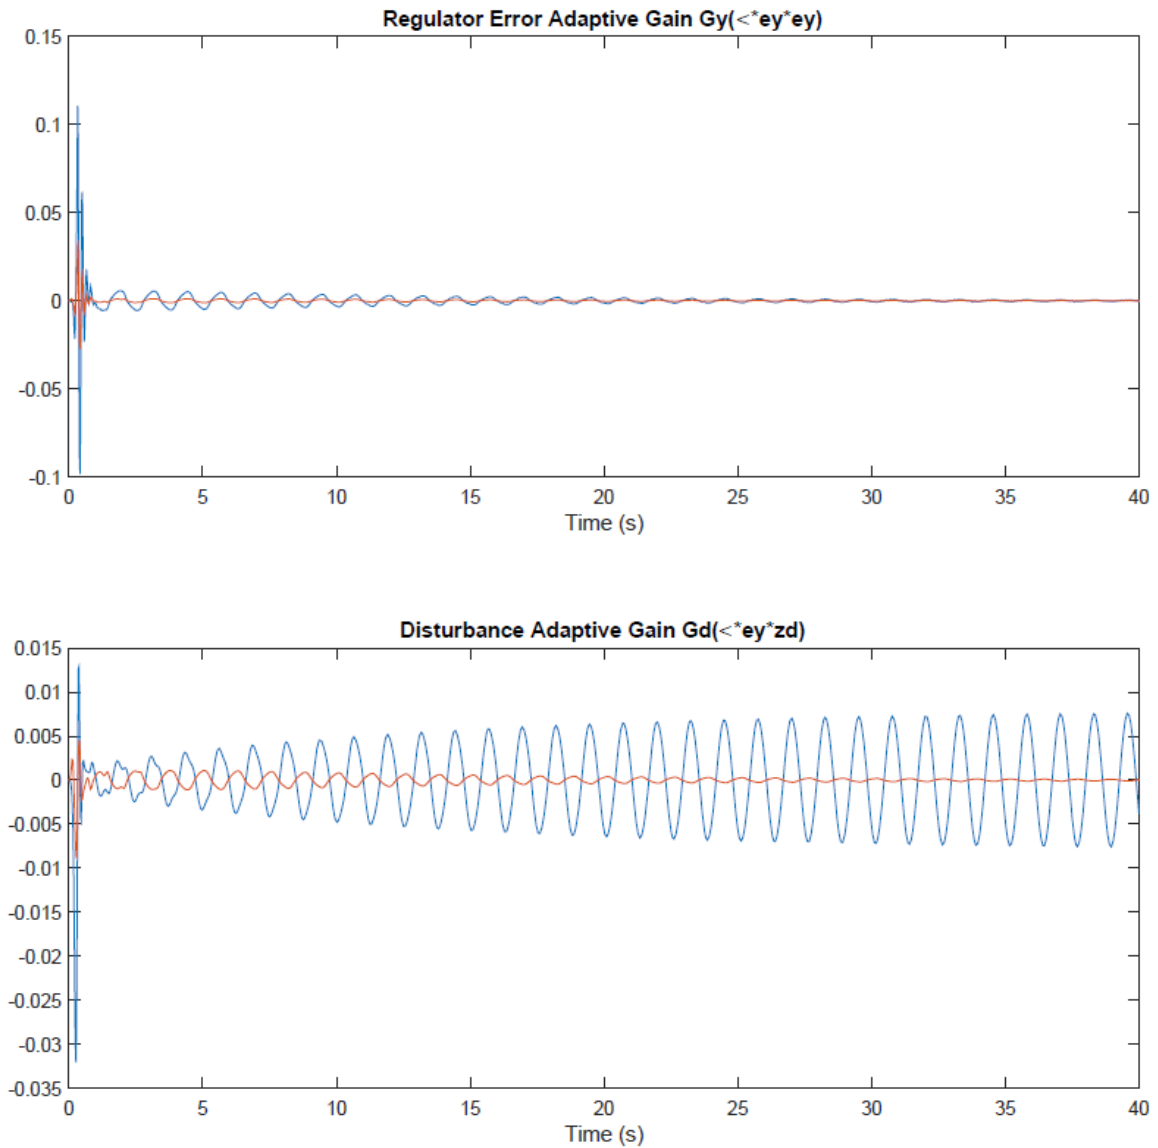 Regulator Error Adaptive Gain Gy(<*ey*ey)
0.15
0.1
0.05
0
-0.05
-0.1
0 5 10 15 20 25 30 35 40
Time (s)
Disturbance Adaptive Gain Gd(<*ey*zd)
0.015
0.01
0.005
0
-0.005
-0.01
-0.015
-0.02
-0.025
-0.03
-0.035
0 5 10 15 20 25 30 35 40
Time (s)